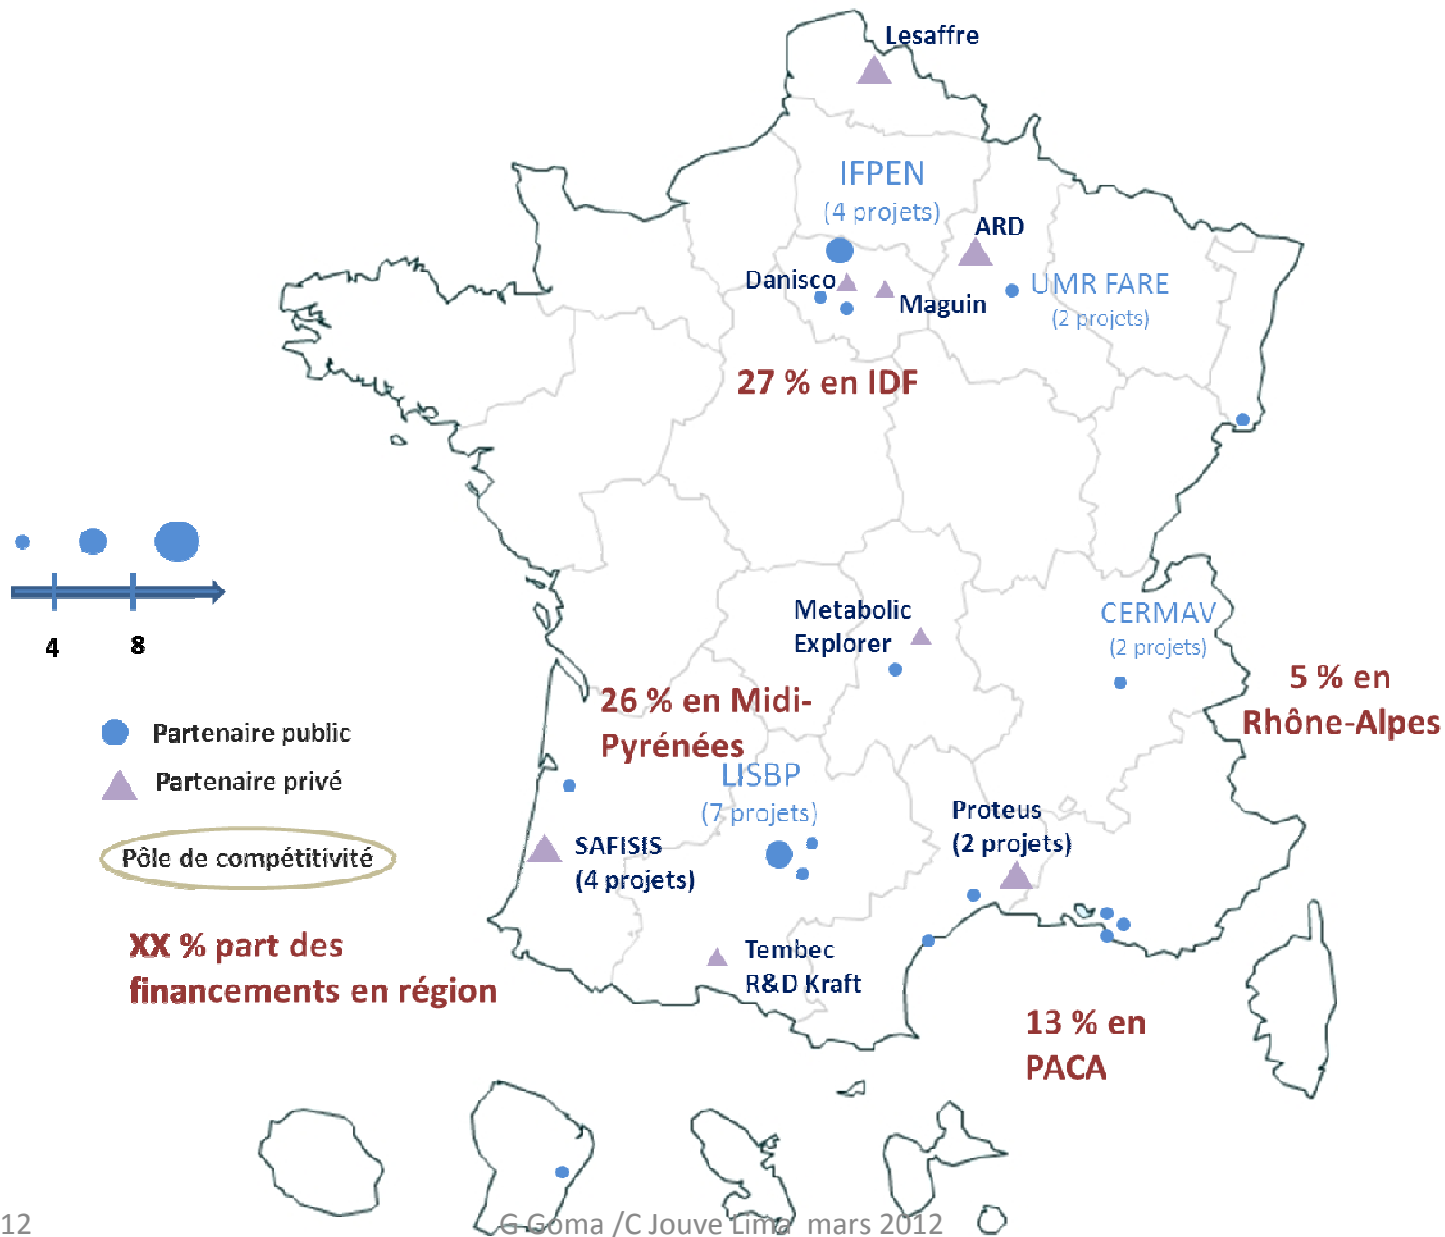 Lesaffre
IFPEN
(4 projets)
ARD
Danisco
UMR FARE
(2 projets)
Maguin
27 % en IDF
4
8
Metabolic
Explorer
CERMAV
(2 projets)
5 % en
Rhône-Alpes
26 % en Midi-
Pyrénées
Partenaire public
Partenaire privé
LISBP
(7 projets)
Proteus
(2 projets)
Pôle de compétitivité
SAFISIS
(4 projets)
XX % part des
financements en région
Tembec
R&D Kraft
13 % en
PACA
12
G Goma /C Jouve Lima mars 2012